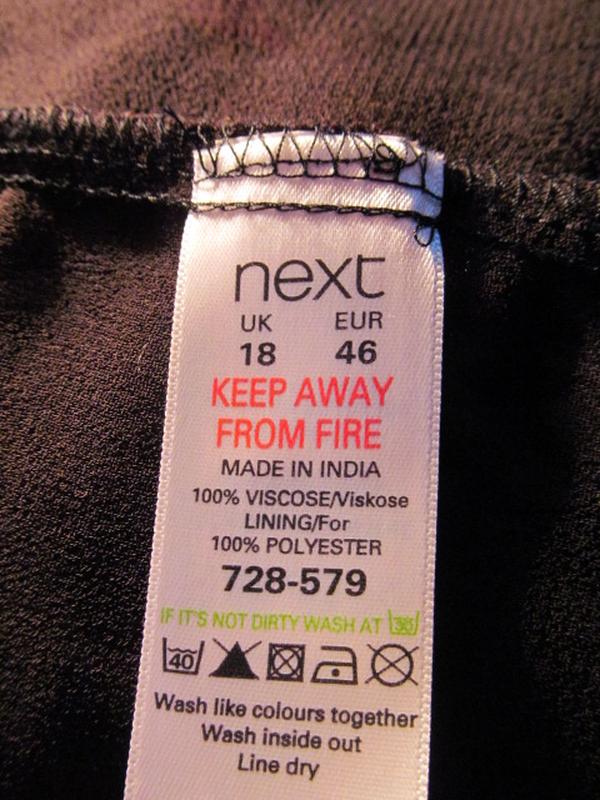 next
UK EUR
18 46
KEEP AWAY
FROM FIRE
MADE IN INDIA
100% VISCOSE/Viskose
LINING/For
100% POLYESTER
728-579
IF IT'S NOT DIRTY WASH AT 30
40
Wash like colours together
Wash inside out
Line dry